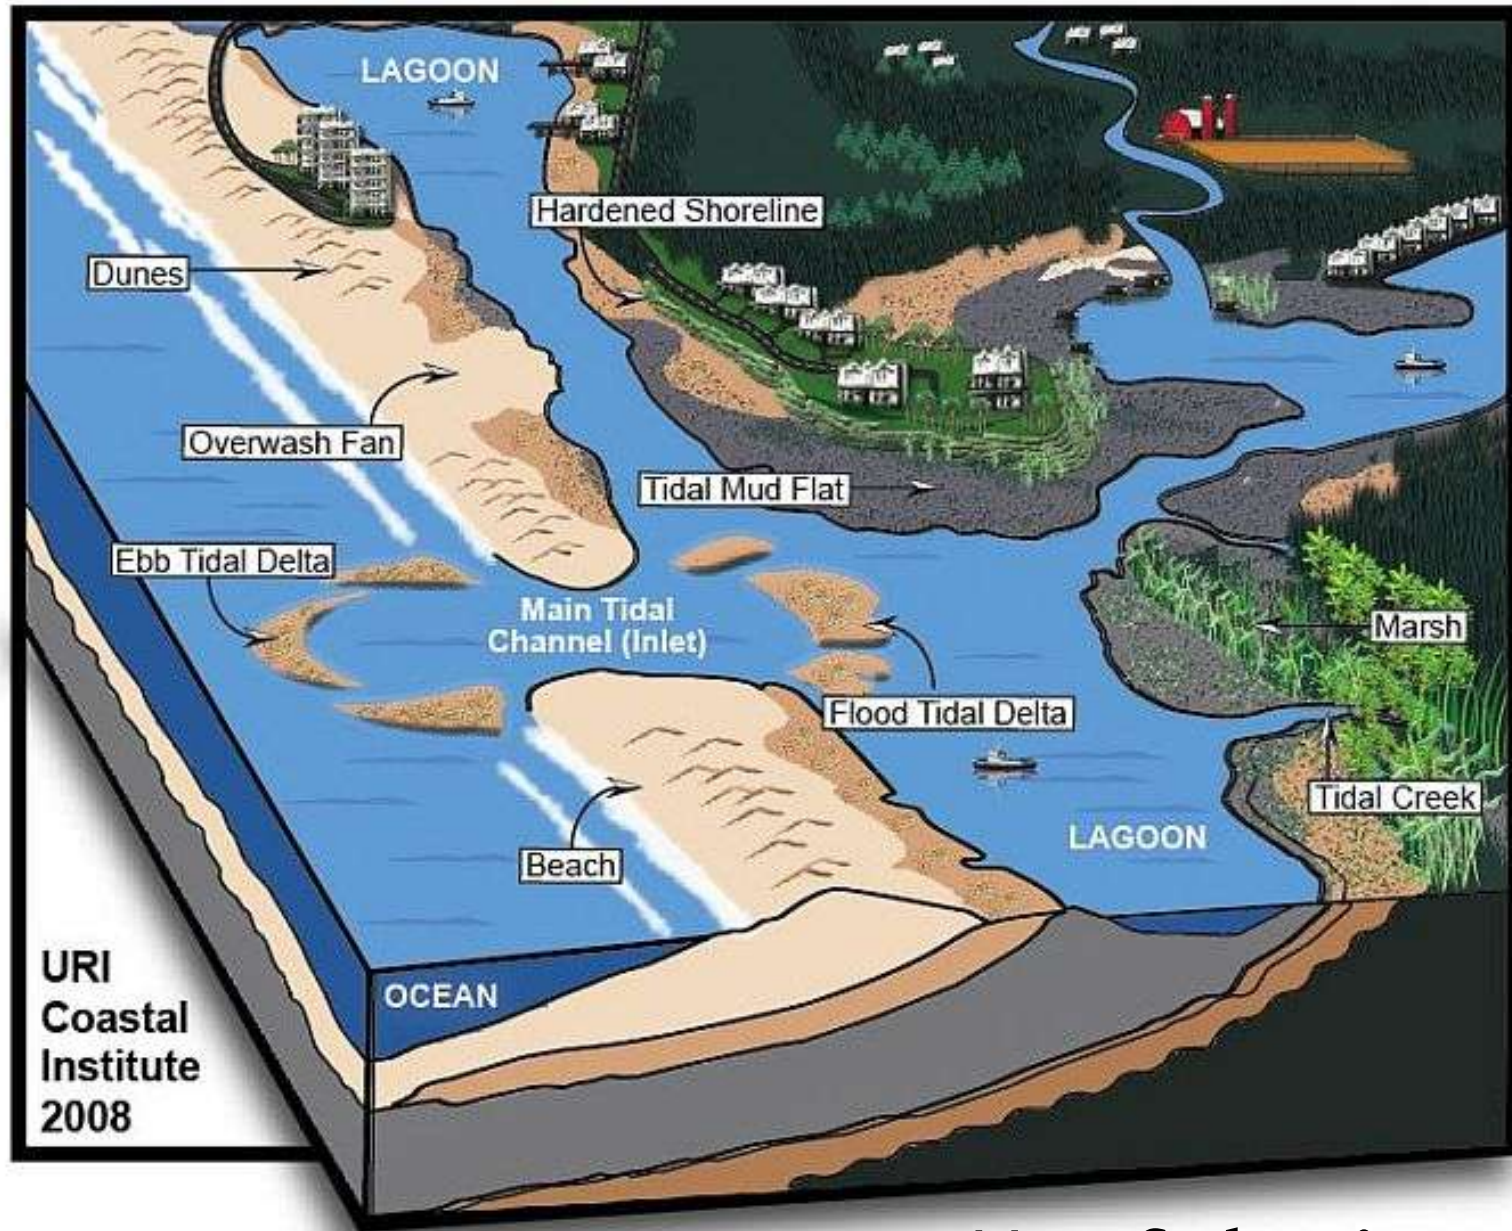 LAGOON
Hardened Shoreline
Dunes
Overwash Fan
Tidal Mud Flat
Ebb Tidal Delta
Main Tidal
Channel (Inlet)
Marsh
Flood Tidal Delta
Tidal Creek
Beach
LAGOON
OCEAN
URI
Coastal
Institute
2008